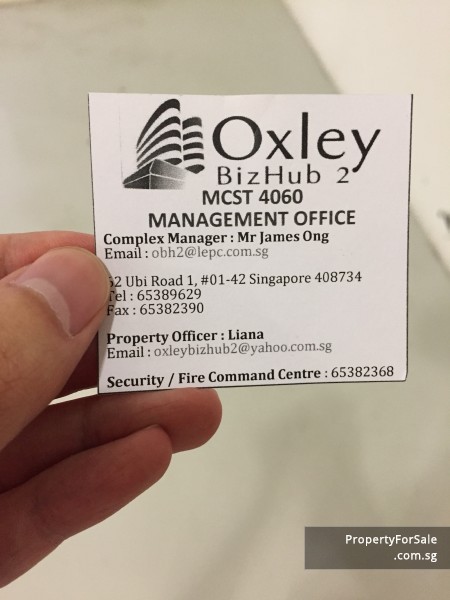 Oxley
BizHub 2
MCST 4060
MANAGEMENT OFFICE
Complex Manager : Mr James Ong
Email : obh2@lepc.com.sg
62 Ubi Road 1, #01-42 Singapore 408734
Tel : 65389629
Fax : 65382390
Property Officer : Liana
Email : oxleybizhub2@yahoo.com.sg
Security / Fire Command Centre : 65382368
PropertyForSale
.com.sg